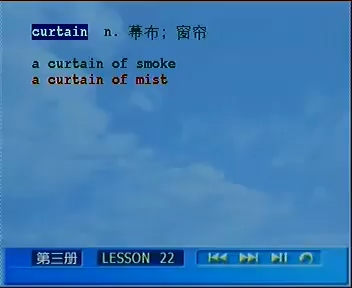 curtain n. 幕布; 窗帘
a curtain of smoke
a curtain of mist
第三册 LESSON 22